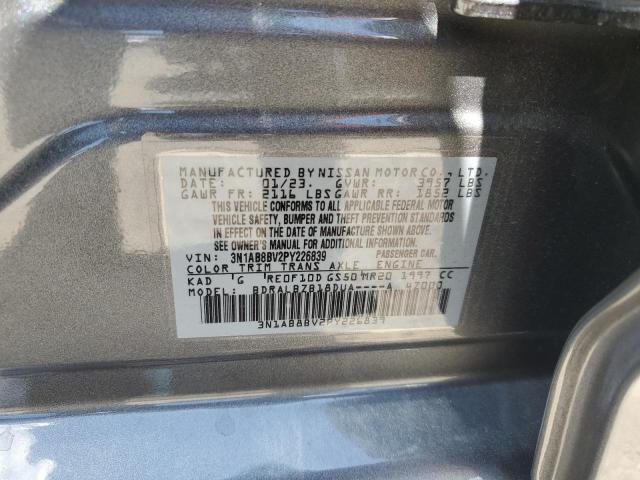 MANUFACTURED BY NISSAN MOTOR CO., LTD.
DATE: 01/23. GVWR: 3957 LBS
GAWR FR: 2116 LBS GAWR RR: 1852 LBS
THIS VEHICLE CONFORMS TO ALL APPLICABLE FEDERAL MOTOR
VEHICLE SAFETY, BUMPER AND THEFT PREVENTION STANDARDS
IN EFFECT ON THE DATE OF MANUFACTURE SHOWN ABOVE.
SEE OWNER'S MANUAL FOR ADDITIONAL INFORMATION.
VIN: 3N1AB8BV2PY226839 PASSENGER CAR.
COLOR TRIM TRANS AXLE ENGINE
KAD G RE0F10D GS50 MR20 1997 CC
MODEL: BDRALBZB18DUA----A 47000
3N1AB8BV2PY226839